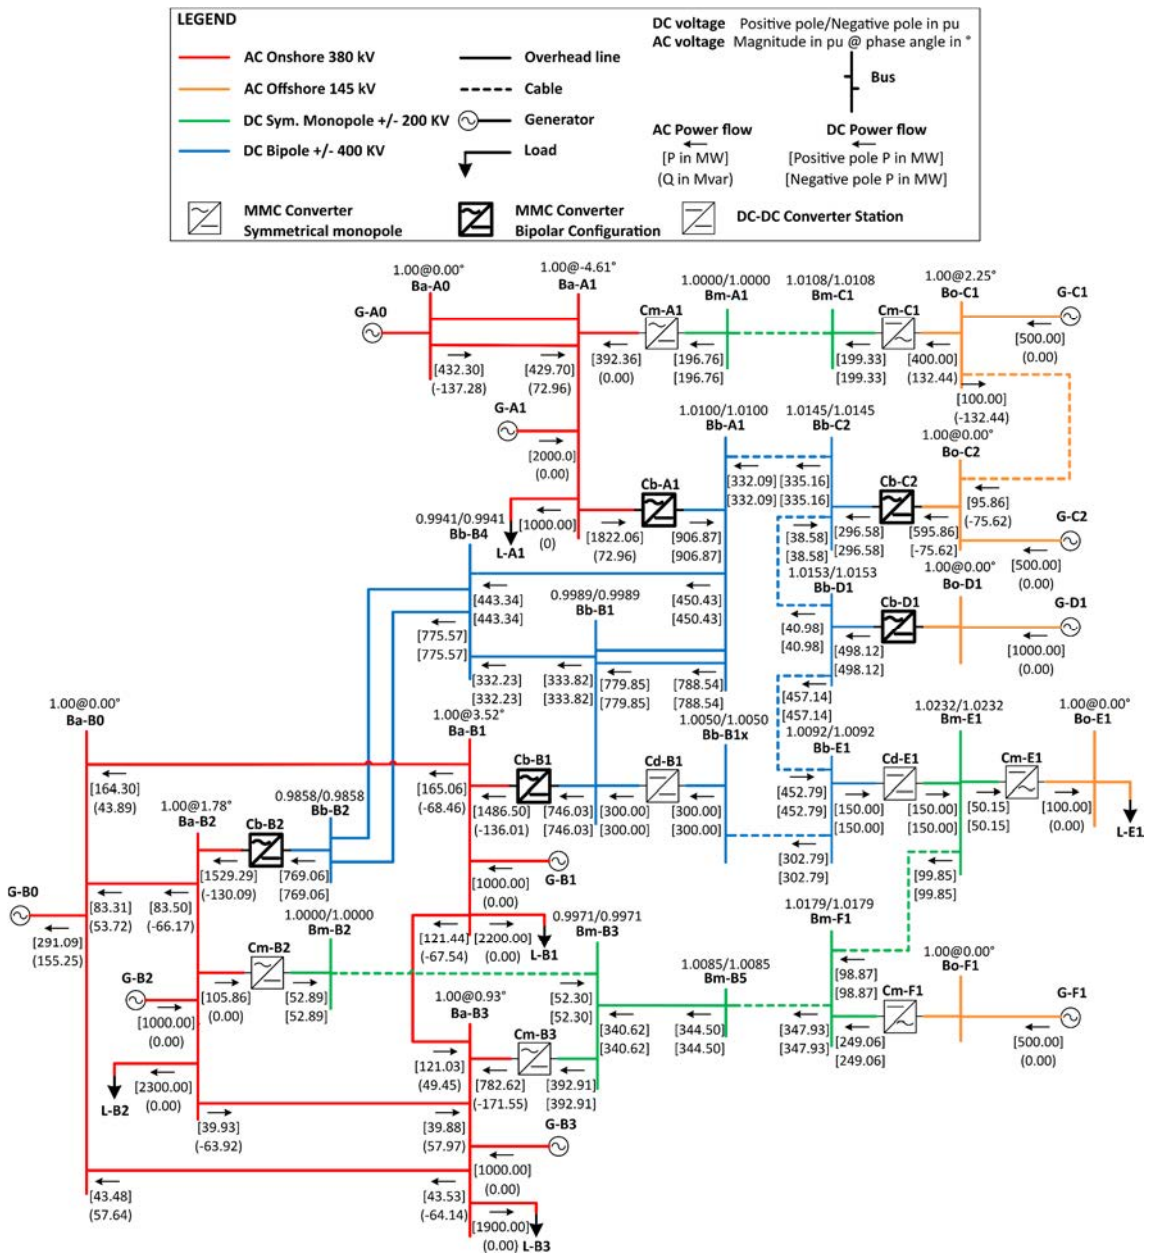 LEGEND
DC voltage Positive pole/Negative pole in pu
AC voltage Magnitude in pu @ phase angle in °
AC Onshore 380 kV
Overhead line
Bus
AC Offshore 145 kV
Cable
DC Sym. Monopole +/- 200 KV
Generator
AC Power flow
DC Power flow
DC Bipole +/- 400 KV
Load
[P in MW]
[Positive pole P in MW]
(Q in Mvar)
[Negative pole P in MW]
MMC Converter
Symmetrical monopole
MMC Converter
Bipolar Configuration
DC-DC Converter Station
1.00@0.00°
Ba-A0
1.00@-4.61°
Ba-A1
1.0000/1.0000
Bm-A1
1.0108/1.0108
Bm-C1
1.00@2.25°
Bo-C1
G-C1
G-A0
Cm-A1
Cm-C1
[432.30]
(-137.28)
[429.70]
(72.96)
[392.36]
(0.00)
[196.76]
[196.76]
[199.33]
[199.33]
[400.00]
(132.44)
[500.00]
(0.00)
[100.00]
(-132.44)
G-A1
[2000.0]
(0.00)
1.0100/1.0100
Bb-A1
1.0145/1.0145
Bb-C2
1.00@0.00°
Bo-C2
[332.09]
[332.09]
[335.16]
[335.16]
Cb-A1
Cb-C2
[95.86]
(-75.62)
G-C2
[1000.00]
(0)
L-A1
[1822.06]
(72.96)
[906.87]
[906.87]
[38.58]
[38.58]
[296.58]
[296.58]
[595.86]
(-75.62)
[500.00]
(0.00)
0.9941/0.9941
Bb-B4
1.0153/1.0153
Bb-D1
1.00@0.00°
Bo-D1
G-D1
[443.34]
[443.34]
0.9989/0.9989
Bb-B1
[450.43]
[450.43]
Cb-D1
[775.57]
[775.57]
[40.98]
[40.98]
[498.12]
[498.12]
[1000.00]
(0.00)
[332.23]
[332.23]
[333.82]
[333.82]
[779.85]
[779.85]
[788.54]
[788.54]
[457.14]
[457.14]
1.00@0.00°
Ba-B0
1.00@3.52°
Ba-B1
1.0050/1.0050
Bb-B1x
1.0092/1.0092
Bb-E1
1.0232/1.0232
Bm-E1
1.00@0.00°
Bo-E1
[164.30]
(43.89)
[165.06]
(-68.46)
Cb-B1
Cd-B1
Cd-E1
Cm-E1
[1486.50]
(-136.01)
[746.03]
[746.03]
[300.00]
[300.00]
[300.00]
[300.00]
[452.79]
[452.79]
[150.00]
[150.00]
[150.00]
[150.00]
[50.15]
[50.15]
[100.00]
(0.00)
L-E1
1.00@1.78°
Ba-B2
0.9858/0.9858
Bb-B2
Cb-B2
[1529.29]
(-130.09)
[769.06]
[769.06]
[302.79]
[302.79]
[99.85]
[99.85]
G-B0
[291.09]
(155.25)
[83.31]
(53.72)
[83.50]
(-66.17)
[1000.00]
(0.00)
G-B1
1.0000/1.0000
Bm-B2
[121.44]
(-67.54)
[2200.00]
(0.00)
L-B1
0.9971/0.9971
Bm-B3
1.0179/1.0179
Bm-F1
Cm-B2
[98.87]
[98.87]
G-B2
[1000.00]
(0.00)
[105.86]
(0.00)
[52.89]
[52.89]
1.00@0.93°
Ba-B3
[52.30]
[52.30]
1.0085/1.0085
Bm-B5
1.00@0.00°
Bo-F1
Cm-F1
G-F1
[340.62]
[340.62]
[344.50]
[344.50]
[347.93]
[347.93]
[249.06]
[249.06]
[500.00]
(0.00)
Cm-B3
[121.03]
(49.45)
[782.62]
(-171.55)
[392.91]
[392.91]
[2300.00]
(0.00)
L-B2
[39.93]
(-63.92)
[39.88]
(57.97)
G-B3
[1000.00]
(0.00)
[43.48]
(57.64)
[43.53]
(-64.14)
[1900.00]
(0.00)
L-B3